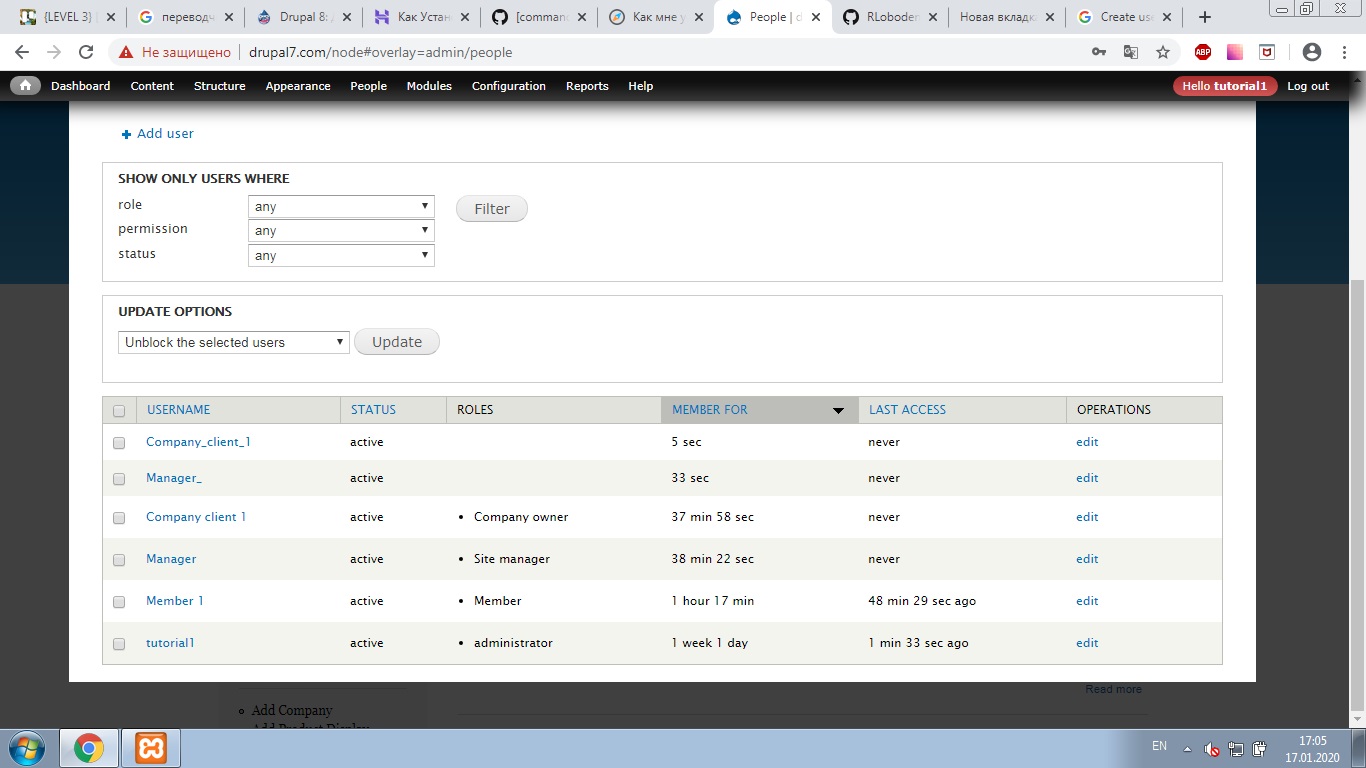 {LEVEL 3}
переводч
Drupal 8:
Как Устан
[comman
Как мне у
People | d
RLoboden
Новая вкладк
Create use
Не защищено
drupal7.com/node#overlay=admin/people
ABP
Dashboard Content Structure Appearance People Modules Configuration Reports Help Hello tutorial1 Log out
Add user
SHOW ONLY USERS WHERE
role any Filter
permission any
status any
UPDATE OPTIONS
Unblock the selected users Update
USERNAME STATUS ROLES MEMBER FOR LAST ACCESS OPERATIONS
Company_client_1 active 5 sec never edit
Manager_ active 33 sec never edit
Company client 1 active Company owner 37 min 58 sec never edit
Manager active Site manager 38 min 22 sec never edit
Member 1 active Member 1 hour 17 min 48 min 29 sec ago edit
tutorial1 active administrator 1 week 1 day 1 min 33 sec ago edit
Read more
Add Company
Add Product Display
EN
17:05
17.01.2020